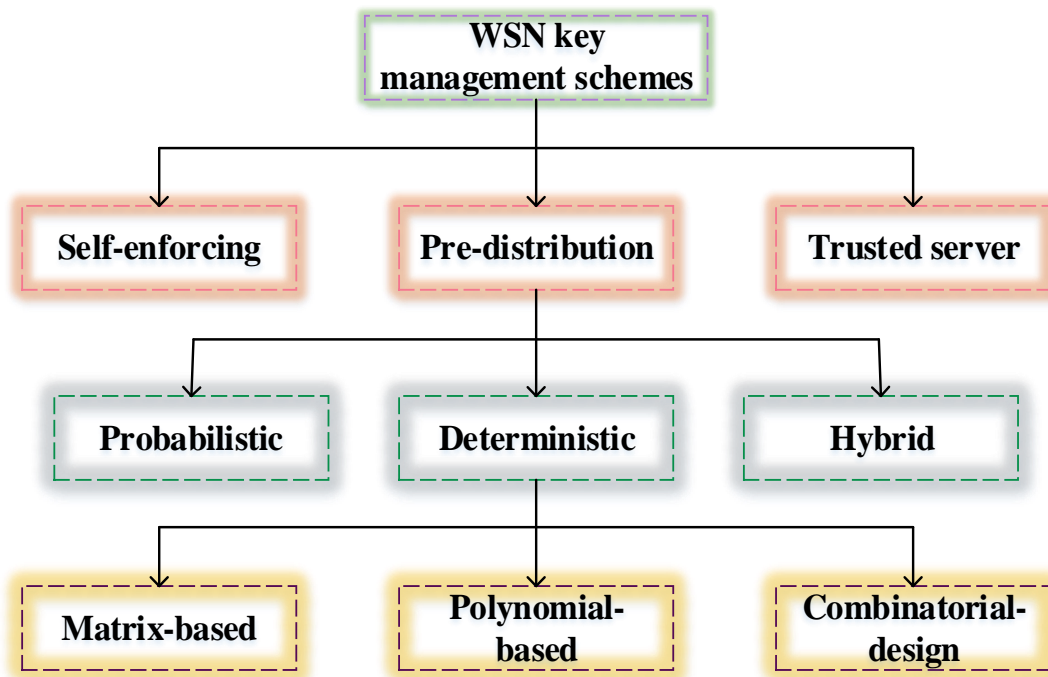 WSN key
management schemes
Self-enforcing
Pre-distribution
Trusted server
Probabilistic
Deterministic
Hybrid
Matrix-based
Polynomial-
based
Combinatorial-
design